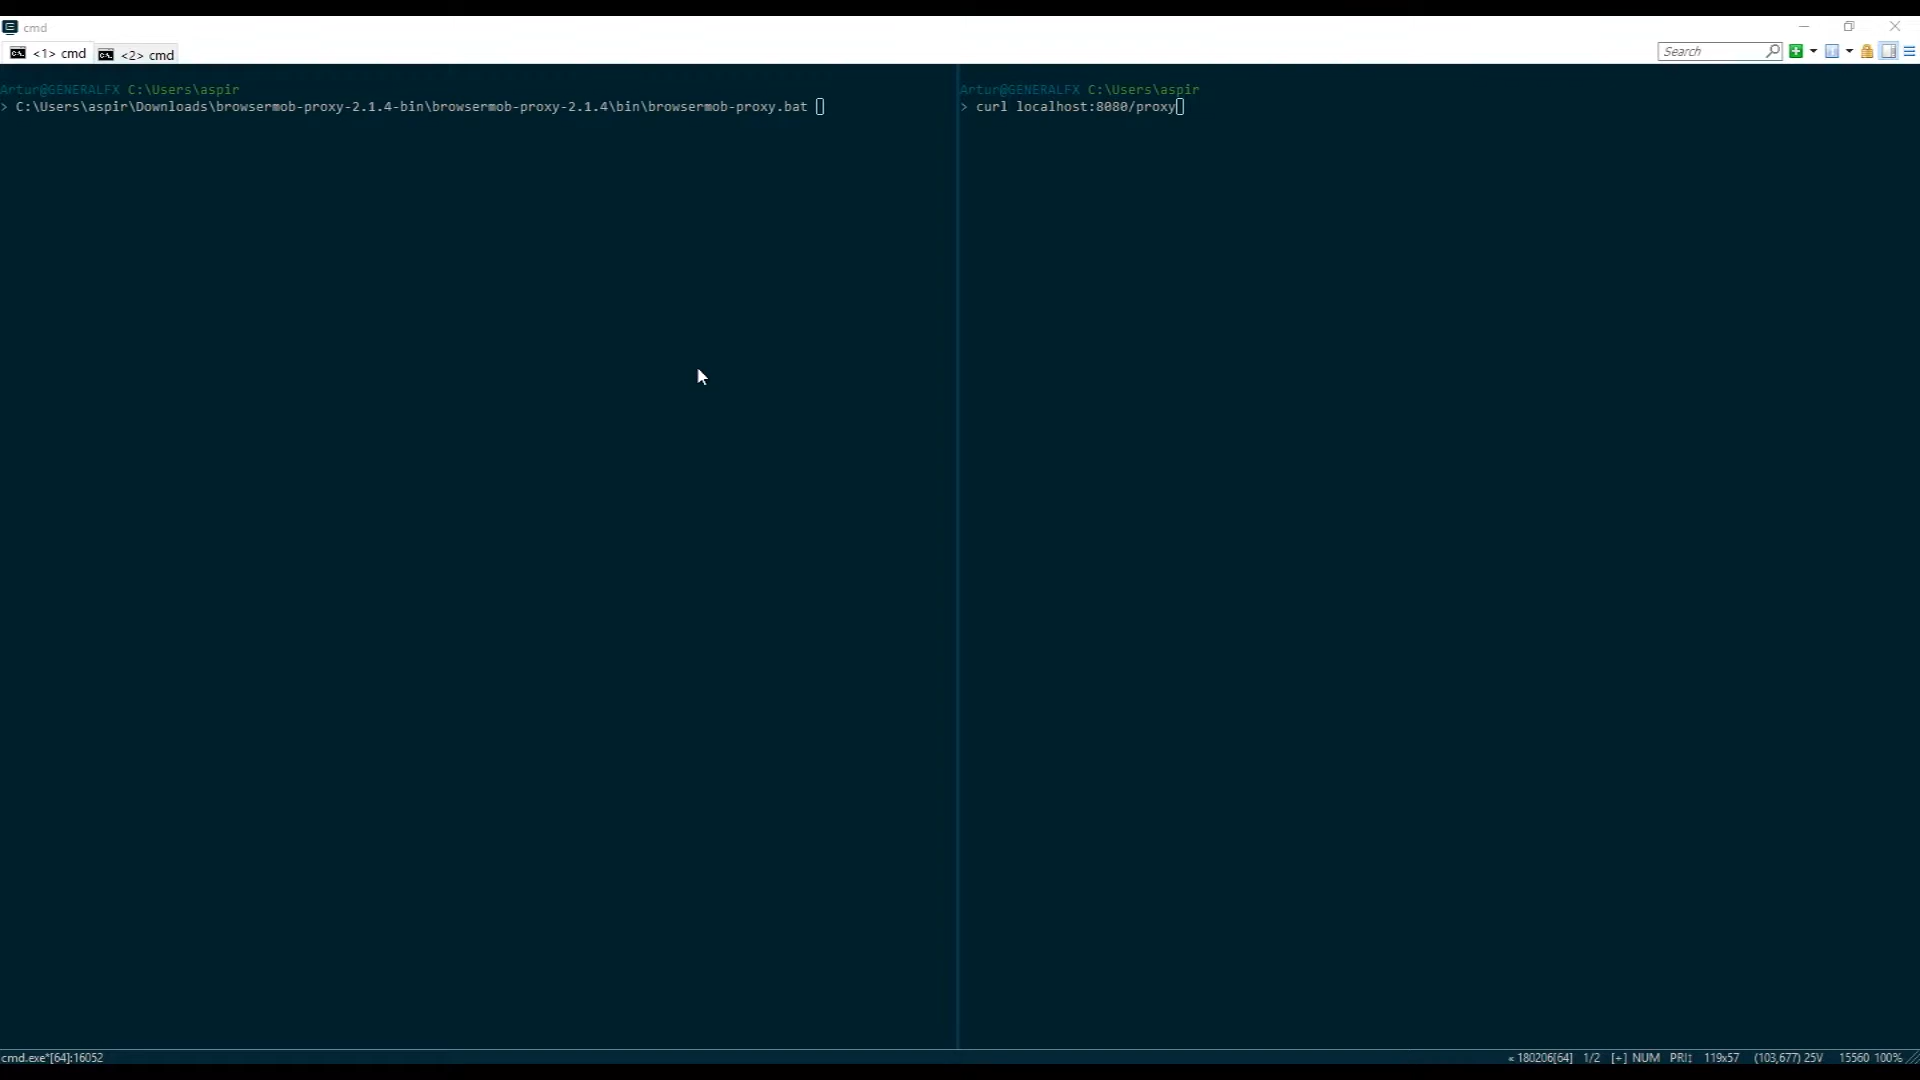 cmd
<1> cmd
<2> cmd
Search
Artur@GENERALFX C:\Users\aspir
> C:\Users\aspir\Downloads\browsermob-proxy-2.1.4-bin\browsermob-proxy-2.1.4\bin\browsermob-proxy.bat
Artur@GENERALFX C:\Users\aspir
> curl localhost:8080/proxy
cmd.exe*[64]:16052
« 180206[64] 1/2 [+] NUM PRI↕ 119x57 (103,677) 25V 15560 100%